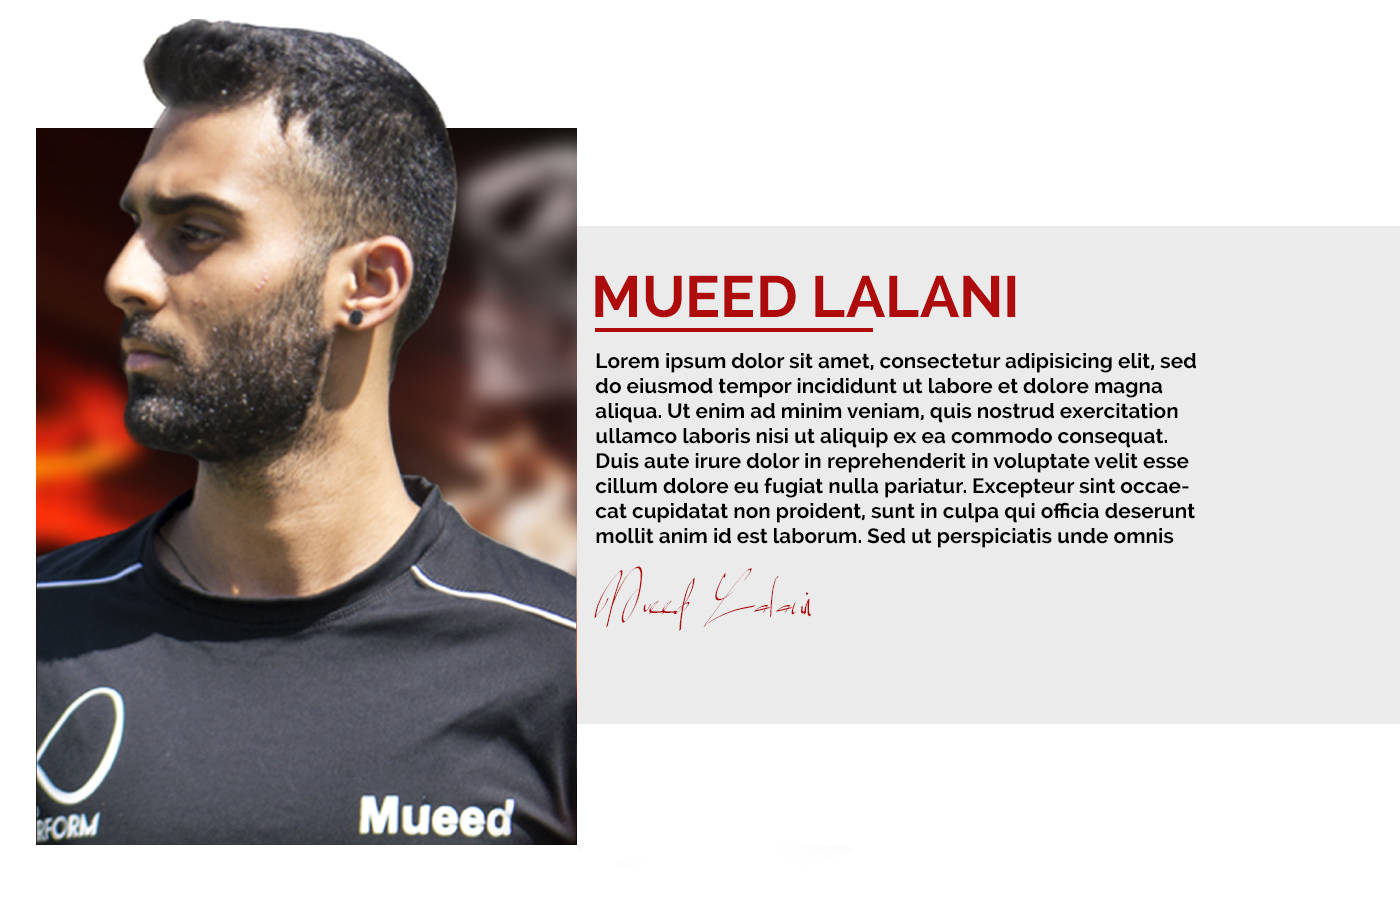 MUEED LALANI
Lorem ipsum dolor sit amet, consectetur adipisicing elit, sed
do eiusmod tempor incididunt ut labore et dolore magna
aliqua. Ut enim ad minim veniam, quis nostrud exercitation
ullamco laboris nisi ut aliquip ex ea commodo consequat.
Duis aute irure dolor in reprehenderit in voluptate velit esse
cillum dolore eu fugiat nulla pariatur. Excepteur sint occae-
cat cupidatat non proident, sunt in culpa qui officia deserunt
mollit anim id est laborum. Sed ut perspiciatis unde omnis
Mueed Lalani
RFORM
Mueed